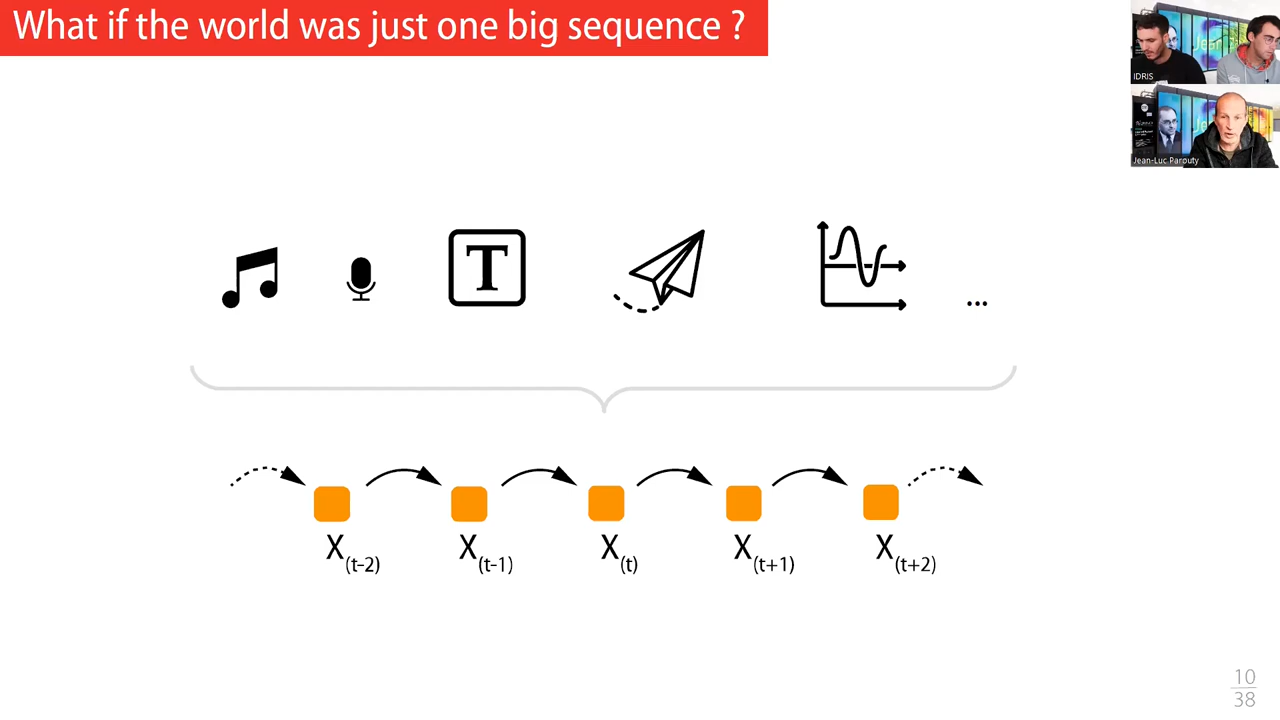 What if the world was just one big sequence ?
IDRIS
Jean-Luc Parouty
T
...
X(t-2) X(t-1) X(t) X(t+1) X(t+2)
10
38